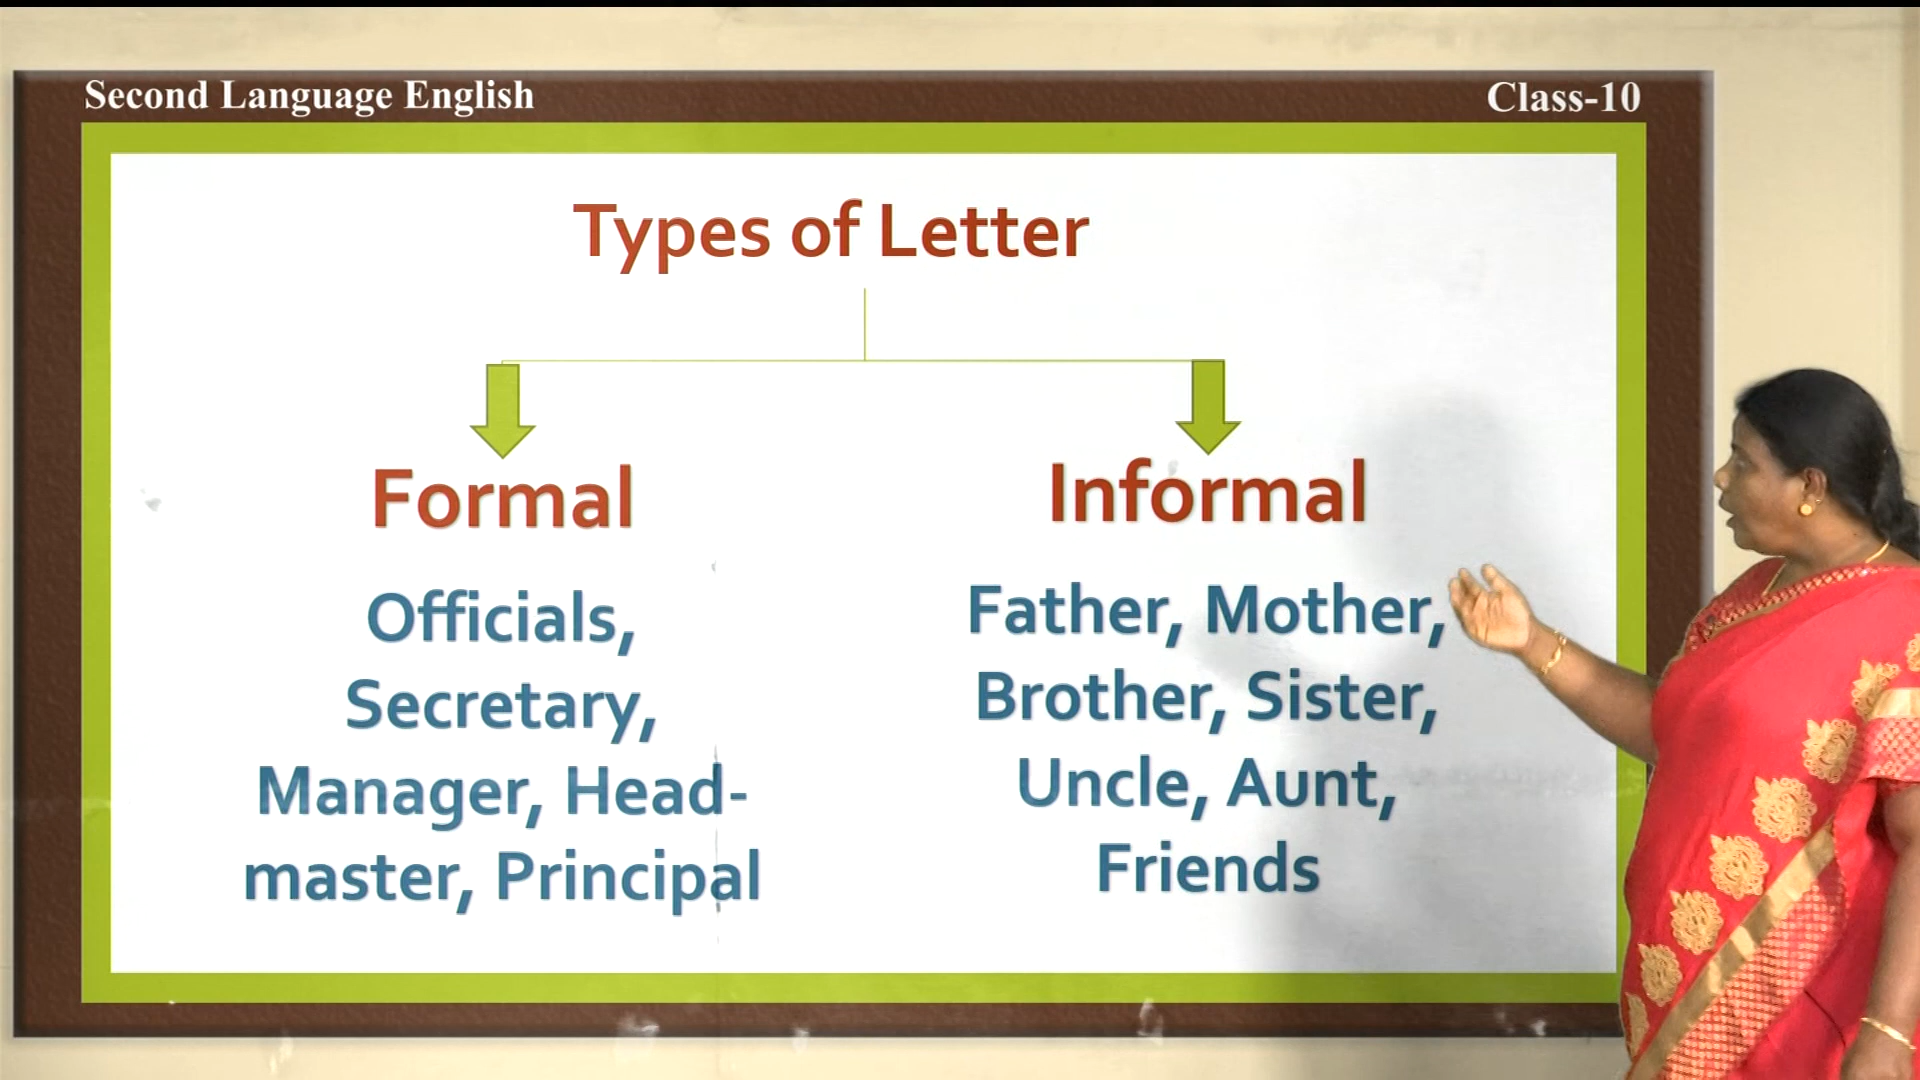 Second Language English
Class-10
Types of Letter
Formal
Officials,
Secretary,
Manager, Head-
master, Principal
Informal
Father, Mother,
Brother, Sister,
Uncle, Aunt,
Friends